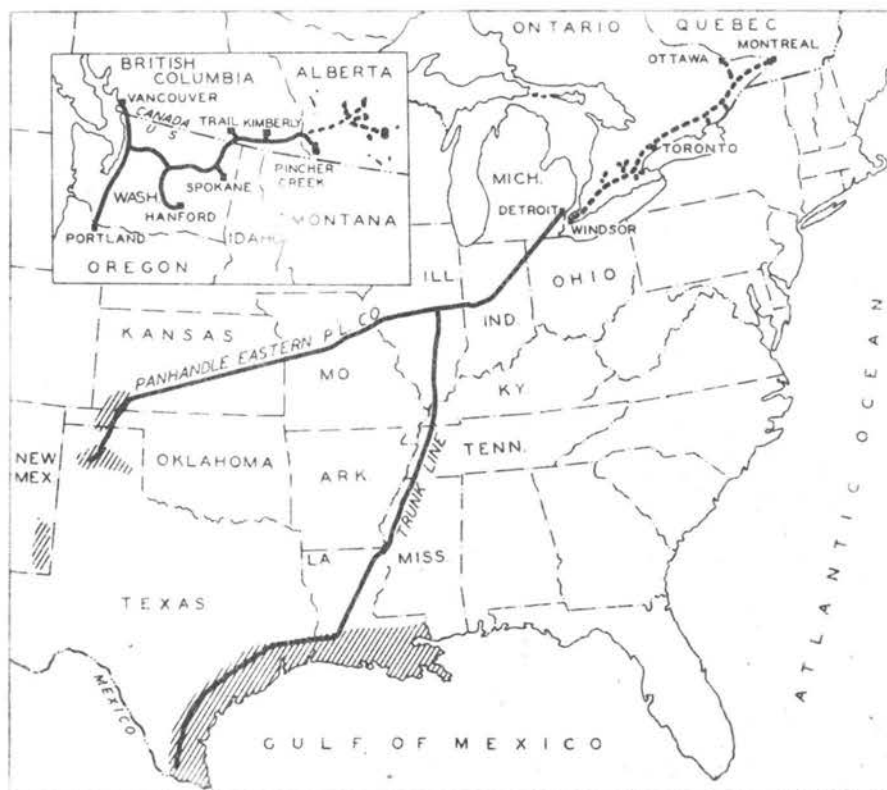 ONTARIO
QUEBEC
MONTREAL
OTTAWA
TORONTO
BRITISH
COLUMBIA
ALBERTA
VANCOUVER
CANADA
U S
TRAIL
KIMBERLY
PINCHER
CREEK
SPOKANE
WASH.
HANFORD
MONTANA
PORTLAND
IDAHO
OREGON
MICH.
DETROIT
WINDSOR
ILL
OHIO
IND.
KANSAS
PANHANDLE EASTERN P. L. CO
MO
KY.
NEW
MEX.
OKLAHOMA
ARK
TENN.
TRUNK LINE
LA
MISS.
TEXAS
MEXICO
GULF OF MEXICO
ATLANTIC OCEAN